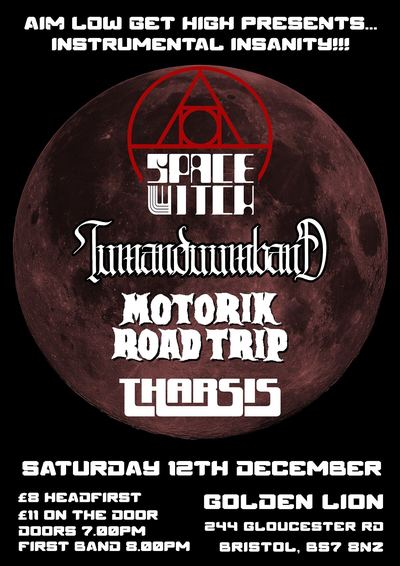 AIM LOW GET HIGH PRESENTS...
INSTRUMENTAL INSANITY!!!
SPACE
WITCH
TumanduumbanD
MOTORIK
ROAD TRIP
THARSIS
SATURDAY 12TH DECEMBER
£8 HEADFIRST
£11 ON THE DOOR
DOORS 7.00PM
FIRST BAND 8.00PM
GOLDEN LION
244 GLOUCESTER RD
BRISTOL, BS7 8NZ